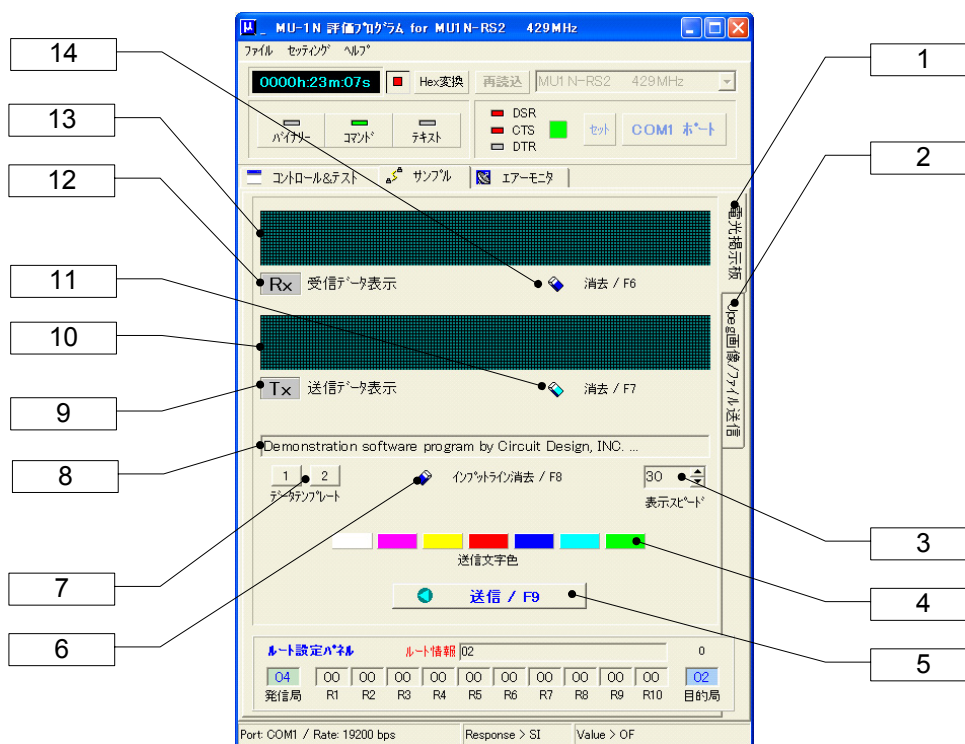 μ _ MU-1N 評価ﾌﾟﾛｸﾞﾗﾑ for MU1N-RS2 429MHz
ﾌｧｲﾙ ｾｯﾃｨﾝｸﾞ ﾍﾙﾌﾟ
0000h:23m:07s Hex変換 再読込 MU1N-RS2 429MHz
DSR
CTS
DTR
ﾊﾞｲﾅﾘｰ ｺﾏﾝﾄﾞ ﾃｷｽﾄ ｾｯﾄ COM1 ﾎﾟｰﾄ
ｺﾝﾄﾛｰﾙ&ﾃｽﾄ ｻﾝﾌﾟﾙ ｴｱｰﾓﾆﾀ
電光掲示板
Jpeg画像/ﾌｧｲﾙ送信
Rx 受信ﾃﾞｰﾀ表示 消去 / F6
Tx 送信ﾃﾞｰﾀ表示 消去 / F7
Demonstration software program by Circuit Design, INC. ...
1 2 ｲﾝﾌﾟｯﾄﾗｲﾝ消去 / F8 30
ﾃﾞｰﾀﾃﾝﾌﾟﾚｰﾄ 表示ｽﾋﾟｰﾄﾞ
送信文字色
送信 / F9
ﾙｰﾄ設定ﾊﾟﾈﾙ ﾙｰﾄ情報 02 0
04 00 00 00 00 00 00 00 00 00 00 02
発信局 R1 R2 R3 R4 R5 R6 R7 R8 R9 R10 目的局
Port: COM1 / Rate: 19200 bps Response > SI Value > OF
14
13
12
11
10
9
8
7
6
1
2
3
4
5